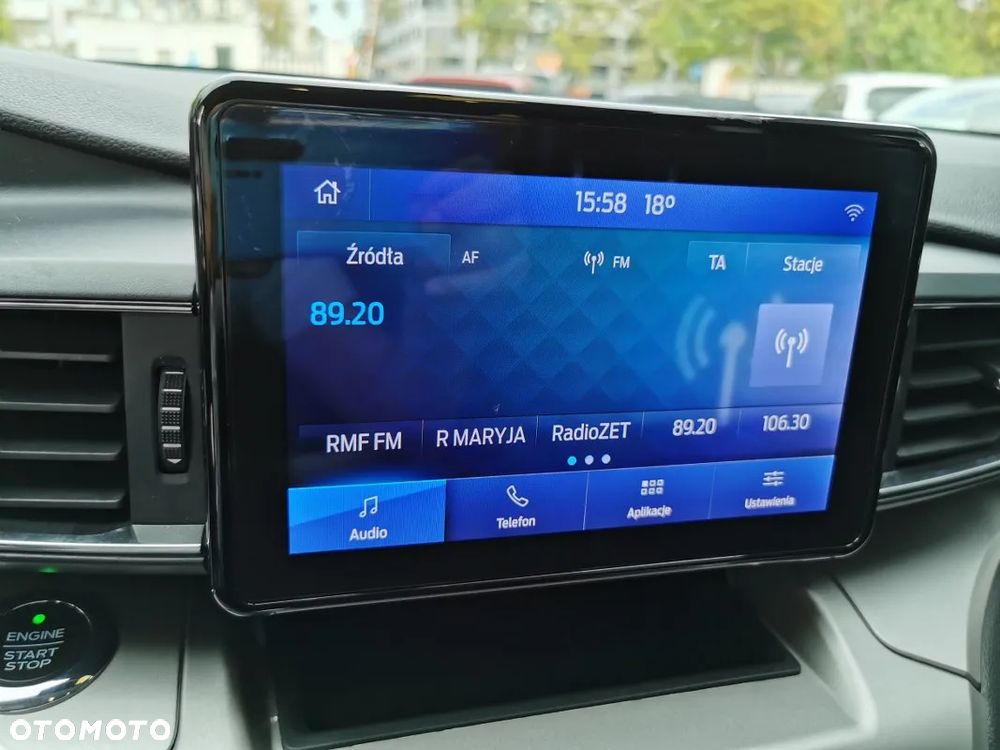 15:58 18º
Źródła AF FM TA Stacje
89.20
RMF FM R MARYJA RadioZET 89.20 106.30
Audio Telefon Aplikacje Ustawienia
ENGINE
START
STOP
OTOMOTO